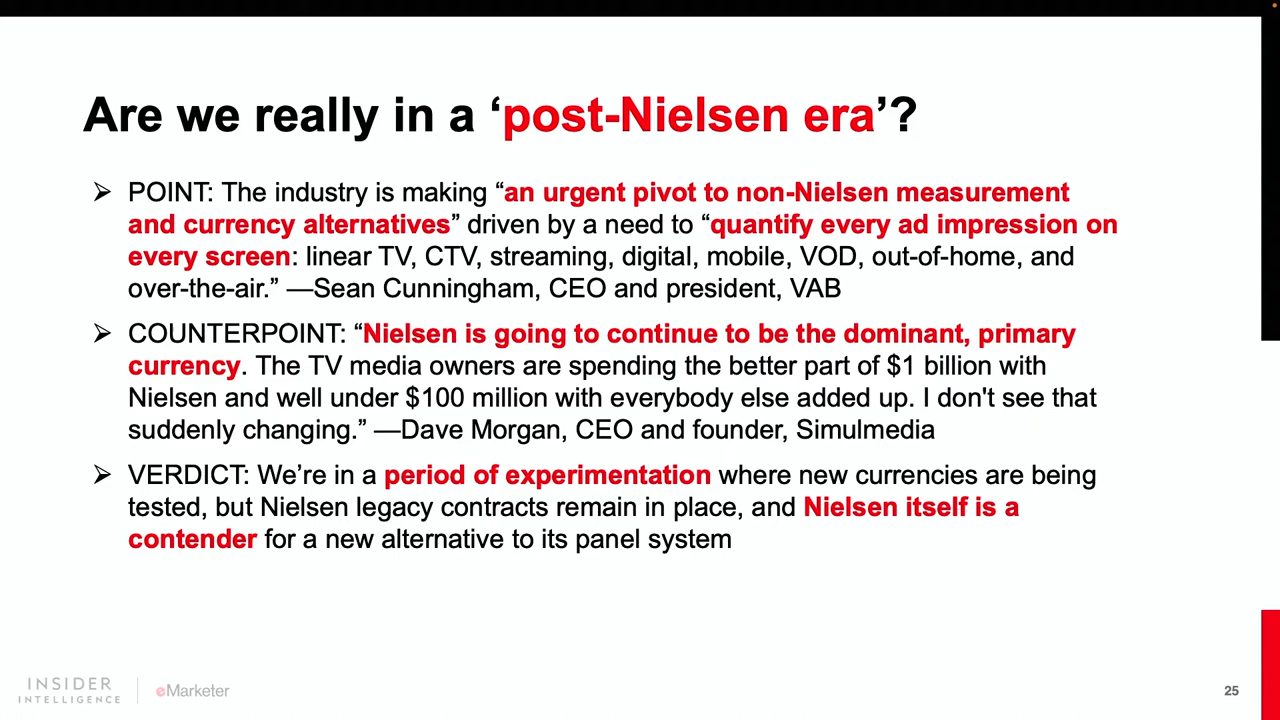 Are we really in a ‘post-Nielsen era’?
➢ POINT: The industry is making “an urgent pivot to non-Nielsen measurement
and currency alternatives” driven by a need to “quantify every ad impression on
every screen: linear TV, CTV, streaming, digital, mobile, VOD, out-of-home, and
over-the-air.” —Sean Cunningham, CEO and president, VAB
➢ COUNTERPOINT: “Nielsen is going to continue to be the dominant, primary
currency. The TV media owners are spending the better part of $1 billion with
Nielsen and well under $100 million with everybody else added up. I don't see that
suddenly changing.” —Dave Morgan, CEO and founder, Simulmedia
➢ VERDICT: We’re in a period of experimentation where new currencies are being
tested, but Nielsen legacy contracts remain in place, and Nielsen itself is a
contender for a new alternative to its panel system
INSIDER
INTELLIGENCE
eMarketer
25